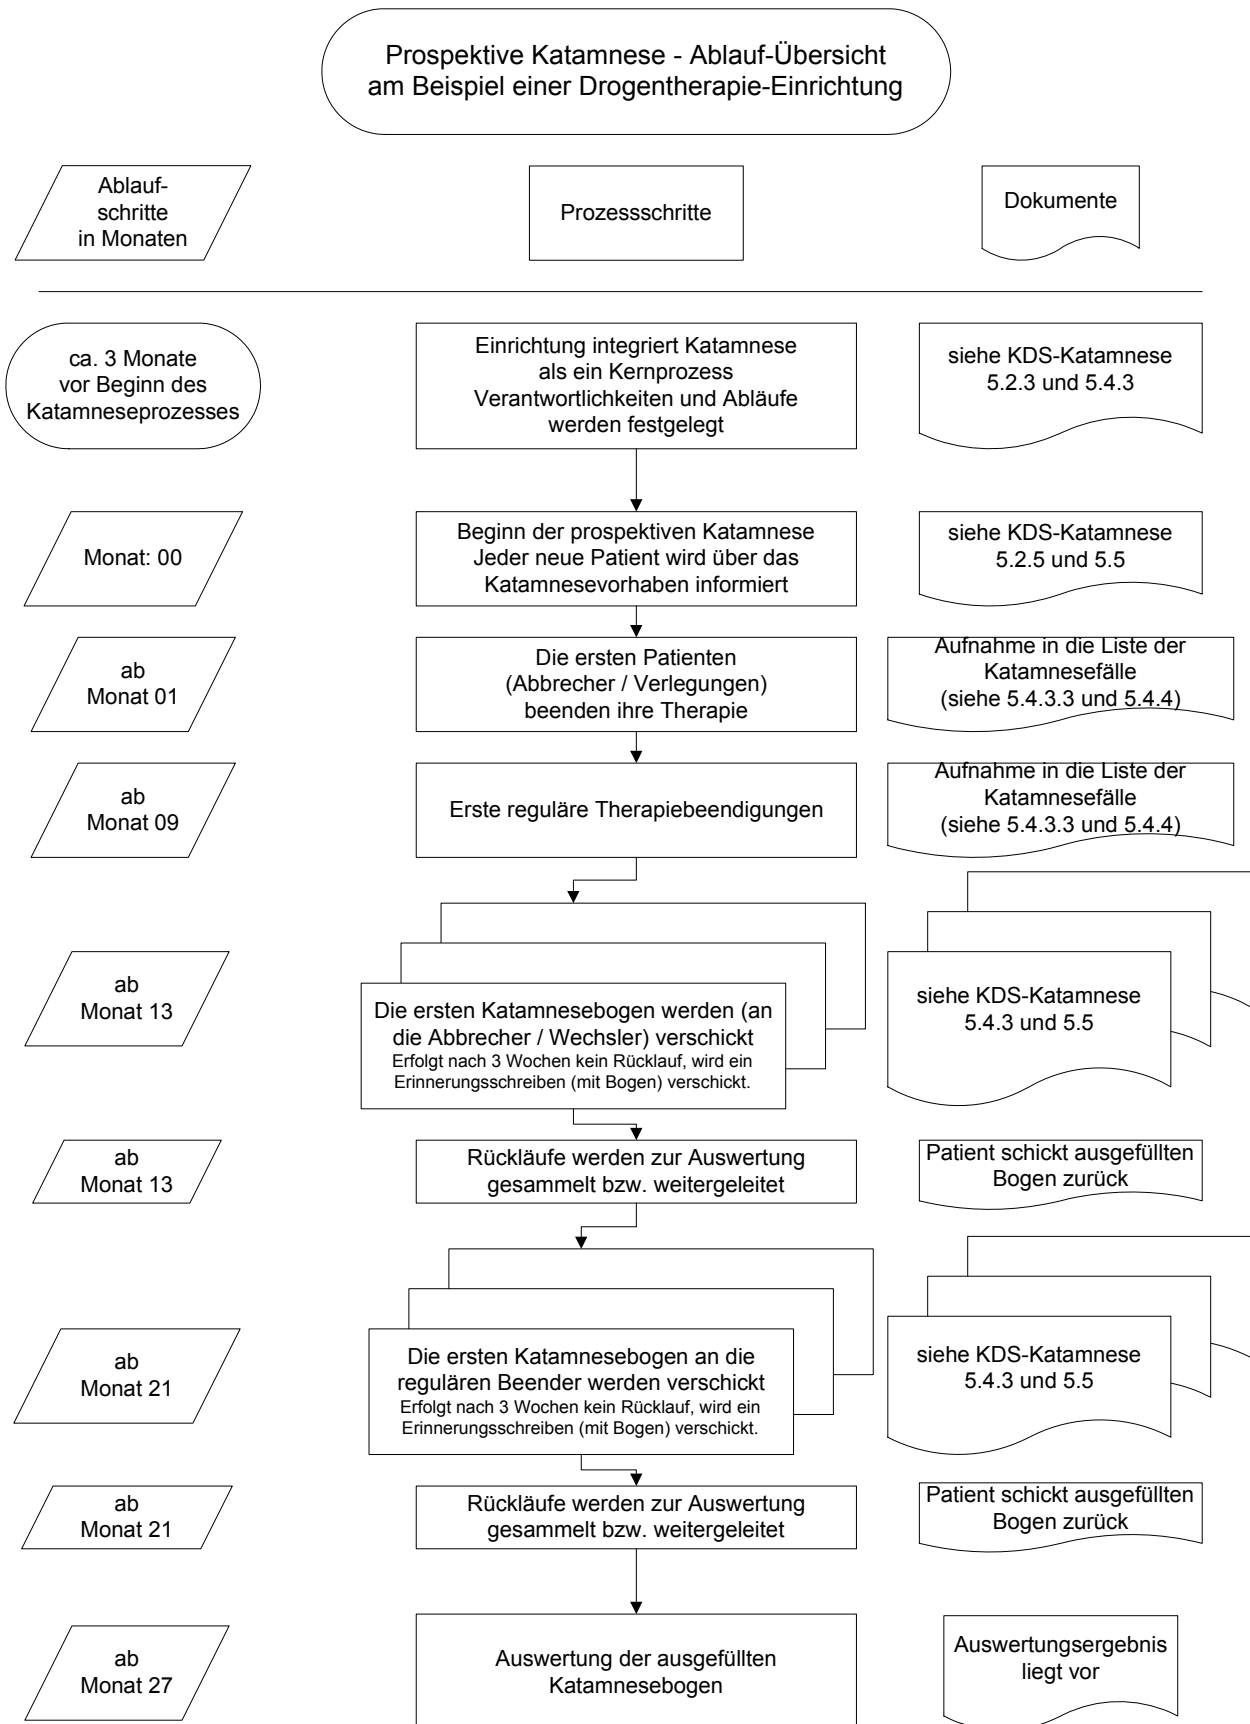 Prospektive Katamnese - Ablauf-Übersicht
am Beispiel einer Drogentherapie-Einrichtung
Ablauf-
schritte
in Monaten
Prozessschritte
Dokumente
ca. 3 Monate
vor Beginn des
Katamneseprozesses
Einrichtung integriert Katamnese
als ein Kernprozess
Verantwortlichkeiten und Abläufe
werden festgelegt
siehe KDS-Katamnese
5.2.3 und 5.4.3
Monat: 00
Beginn der prospektiven Katamnese
Jeder neue Patient wird über das
Katamnesevorhaben informiert
siehe KDS-Katamnese
5.2.5 und 5.5
ab
Monat 01
Die ersten Patienten
(Abbrecher / Verlegungen)
beenden ihre Therapie
Aufnahme in die Liste der
Katamnesefälle
(siehe 5.4.3.3 und 5.4.4)
ab
Monat 09
Erste reguläre Therapiebeendigungen
Aufnahme in die Liste der
Katamnesefälle
(siehe 5.4.3.3 und 5.4.4)
ab
Monat 13
Die ersten Katamnesebogen werden (an
die Abbrecher / Wechsler) verschickt
Erfolgt nach 3 Wochen kein Rücklauf, wird ein
Erinnerungsschreiben (mit Bogen) verschickt.
siehe KDS-Katamnese
5.4.3 und 5.5
ab
Monat 13
Rückläufe werden zur Auswertung
gesammelt bzw. weitergeleitet
Patient schickt ausgefüllten
Bogen zurück
ab
Monat 21
Die ersten Katamnesebogen an die
regulären Beender werden verschickt
Erfolgt nach 3 Wochen kein Rücklauf, wird ein
Erinnerungsschreiben (mit Bogen) verschickt.
siehe KDS-Katamnese
5.4.3 und 5.5
ab
Monat 21
Rückläufe werden zur Auswertung
gesammelt bzw. weitergeleitet
Patient schickt ausgefüllten
Bogen zurück
ab
Monat 27
Auswertung der ausgefüllten
Katamnesebogen
Auswertungsergebnis
liegt vor